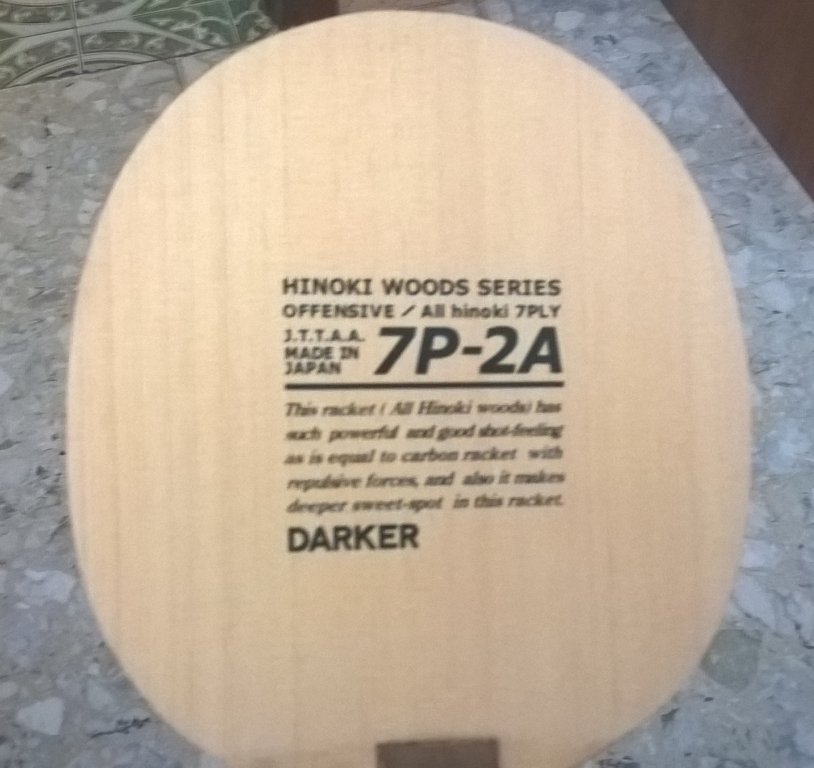 HINOKI WOODS SERIES
OFFENSIVE / All hinoki 7PLY
J.T.T.A.A.
MADE IN
JAPAN
7P-2A
This racket ( All Hinoki woods) has
such powerful and good shot-feeling
as is equal to carbon racket with
repulsive forces, and also it makes
deeper sweet-spot in this racket.
DARKER